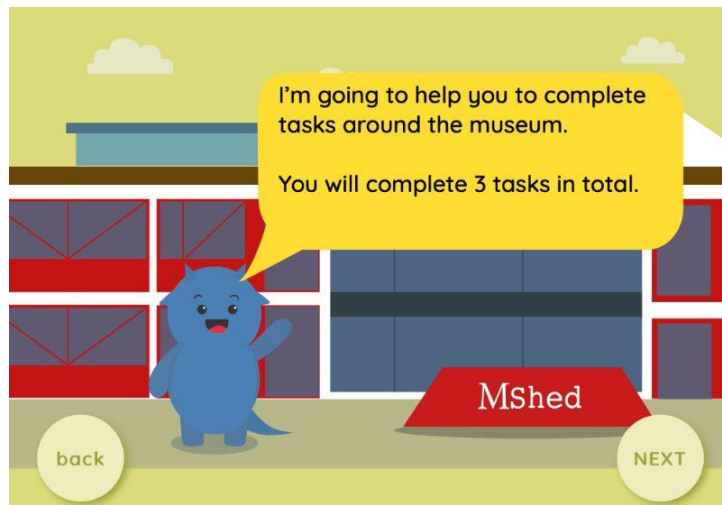 I'm going to help you to complete
tasks around the museum.
You will complete 3 tasks in total.
MShed
back
NEXT